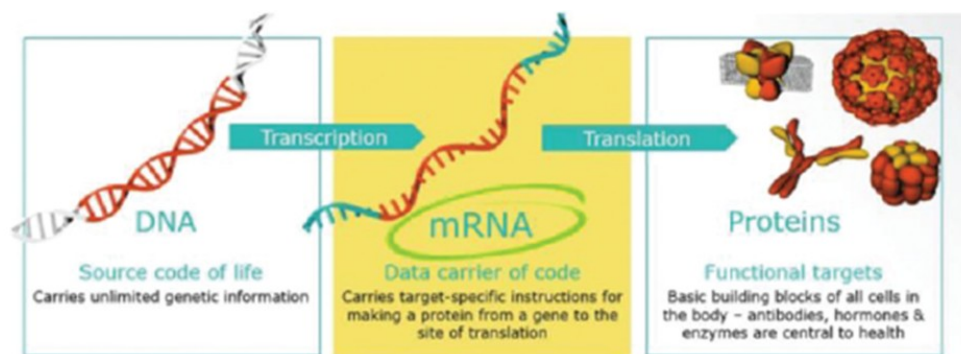 Transcription
Translation
DNA
Source code of life
Carries unlimited genetic information
mRNA
Data carrier of code
Carries target-specific instructions for
making a protein from a gene to the
site of translation
Proteins
Functional targets
Basic building blocks of all cells in
the body – antibodies, hormones &
enzymes are central to health